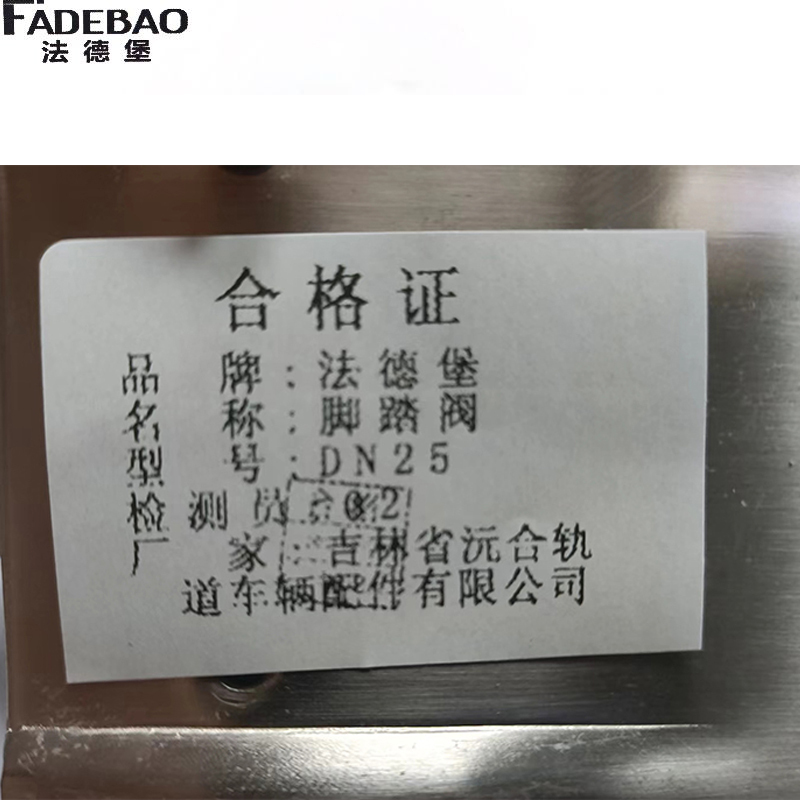 FADEBAO
法德堡
合格证
品牌:法德堡
名称:脚踏阀
型号:DN25
检测员:02
厂家:吉林省沅合轨
道车辆配件有限公司